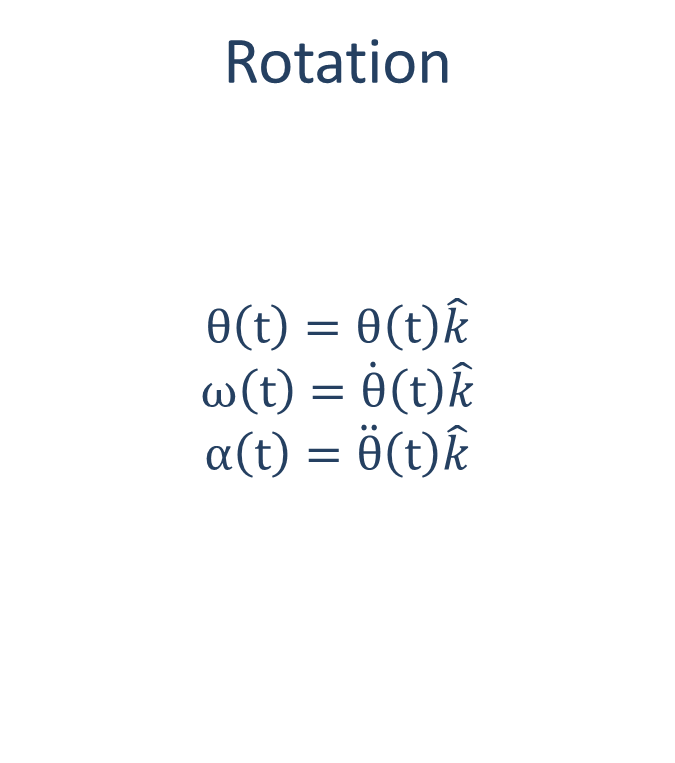 Rotation
θ(t) = θ(t)k̂
ω(t) = θ̇(t)k̂
α(t) = θ̈(t)k̂